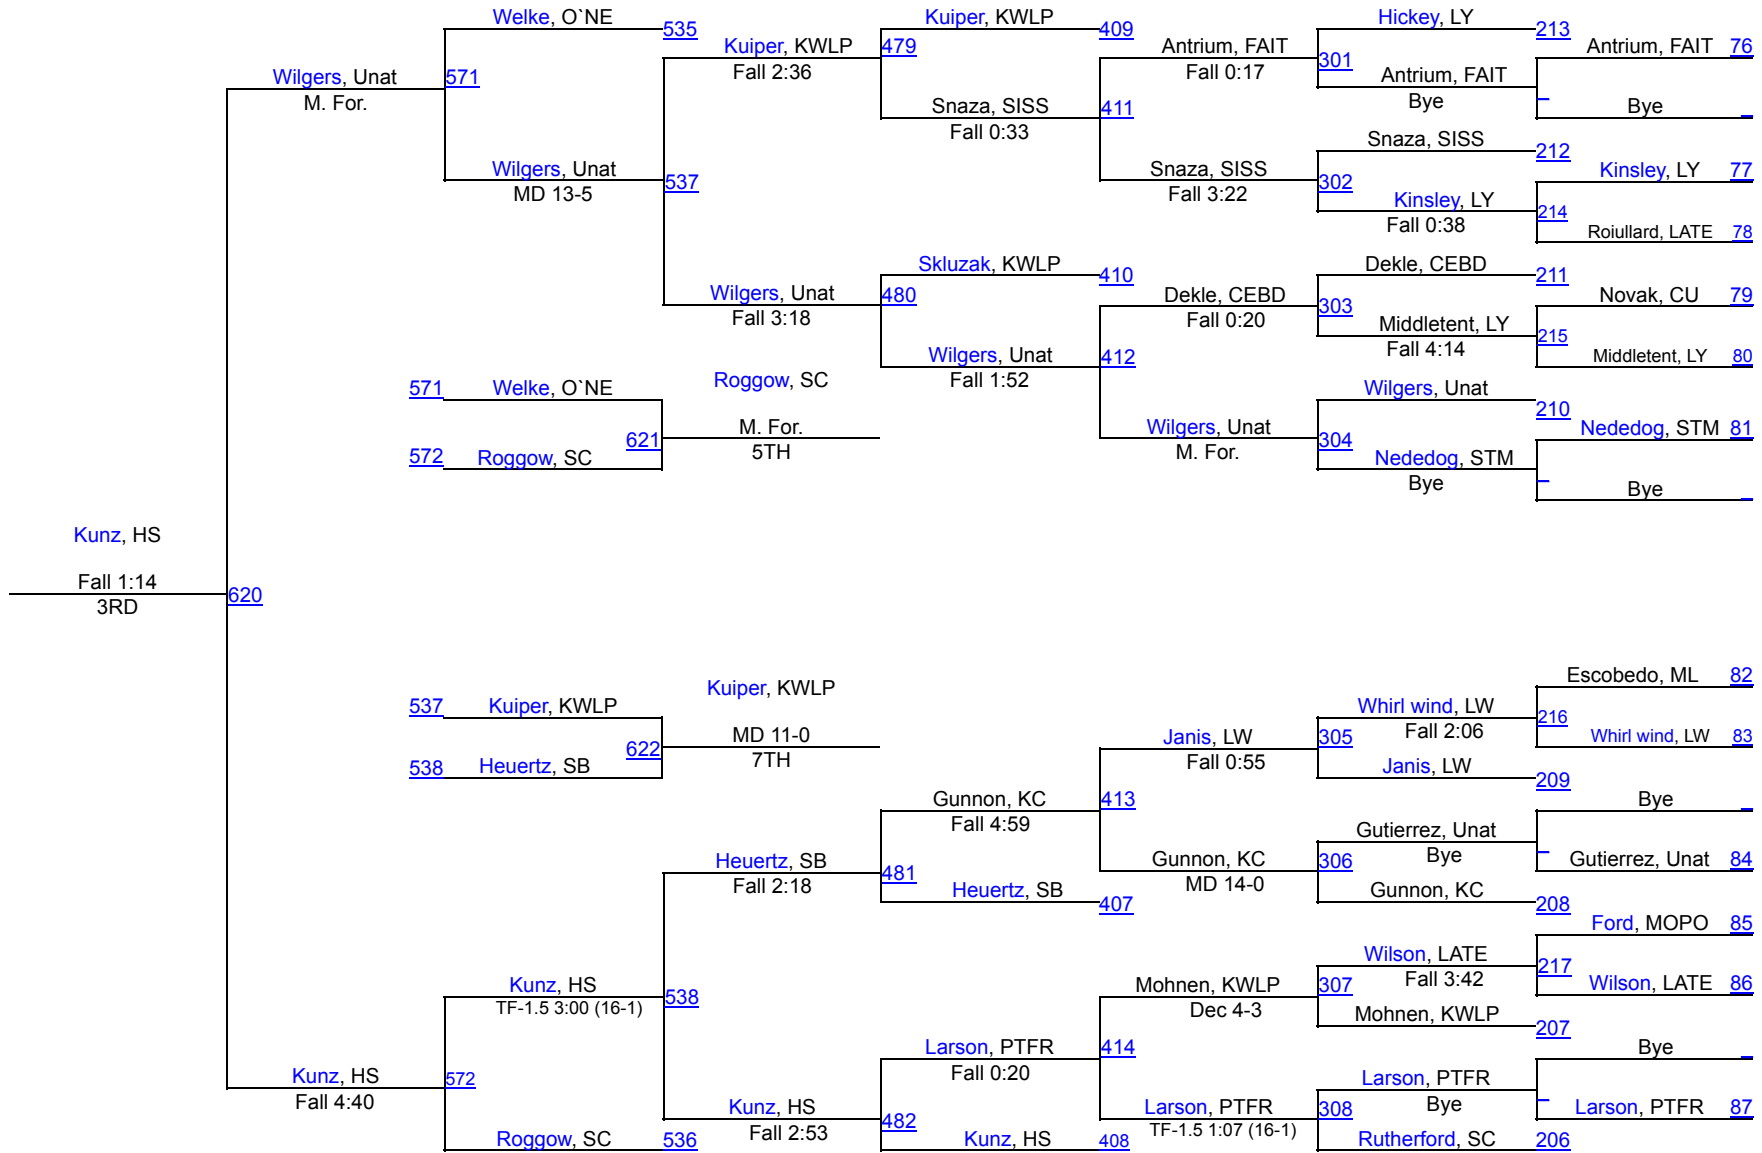 Welke, O`NE
535
Kuiper, KWLP
409
Hickey, LY
213
Kuiper, KWLP
479
Fall 2:36
Antrium, FAIT
Fall 0:17
301
Antrium, FAIT
Bye
Antrium, FAIT 76
Bye
Wilgers, Unat
M. For.
571
Snaza, SISS
Fall 0:33
411
Snaza, SISS
212
Wilgers, Unat
MD 13-5
537
Snaza, SISS
Fall 3:22
302
Kinsley, LY
Fall 0:38
Kinsley, LY 77
214
Roiullard, LATE 78
Skluzak, KWLP
410
Dekle, CEBD
211
Wilgers, Unat
Fall 3:18
480
Dekle, CEBD
Fall 0:20
303
Middletent, LY
Fall 4:14
Novak, CU 79
215
Middletent, LY 80
Wilgers, Unat
Fall 1:52
412
571 Welke, O`NE
Roggow, SC
Wilgers, Unat
210
621
M. For.
5TH
572 Roggow, SC
Wilgers, Unat
M. For.
304
Nededog, STM
Bye
Nededog, STM 81
Bye
Kunz, HS
Fall 1:14
3RD
620
Escobedo, ML 82
537 Kuiper, KWLP
Kuiper, KWLP
Whirl wind, LW
Fall 2:06
216
Whirl wind, LW 83
622
MD 11-0
7TH
538 Heuertz, SB
Janis, LW
Fall 0:55
305
Janis, LW
209
Gunnon, KC
Fall 4:59
413
Bye
Gutierrez, Unat
Bye
Heuertz, SB
Fall 2:18
481
Gunnon, KC
MD 14-0
306
Gutierrez, Unat 84
Heuertz, SB
407
Gunnon, KC
208
Ford, MOPO 85
Wilson, LATE
Fall 3:42
217
Kunz, HS
TF-1.5 3:00 (16-1)
538
Mohnen, KWLP
Dec 4-3
307
Wilson, LATE 86
Mohnen, KWLP
207
Larson, PTFR
Fall 0:20
414
Bye
Kunz, HS
Fall 4:40
572
Larson, PTFR
Bye
Kunz, HS
Fall 2:53
482
Larson, PTFR
TF-1.5 1:07 (16-1)
308
Larson, PTFR 87
Roggow, SC
536
Kunz, HS
408
Rutherford, SC
206